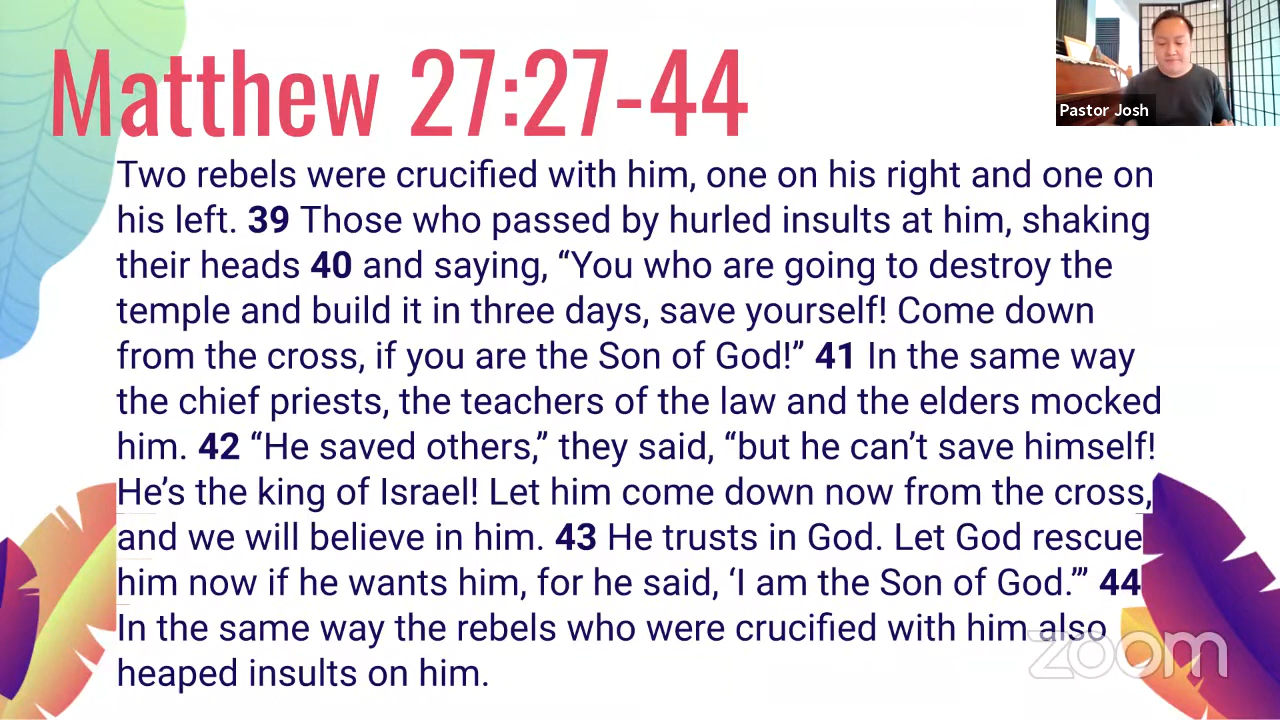 Matthew 27:27-44
Pastor Josh
Two rebels were crucified with him, one on his right and one on
his left. 39 Those who passed by hurled insults at him, shaking
their heads 40 and saying, “You who are going to destroy the
temple and build it in three days, save yourself! Come down
from the cross, if you are the Son of God!” 41 In the same way
the chief priests, the teachers of the law and the elders mocked
him. 42 “He saved others,” they said, “but he can’t save himself!
He’s the king of Israel! Let him come down now from the cross,
and we will believe in him. 43 He trusts in God. Let God rescue
him now if he wants him, for he said, ‘I am the Son of God.’” 44
In the same way the rebels who were crucified with him also
heaped insults on him.
zoom